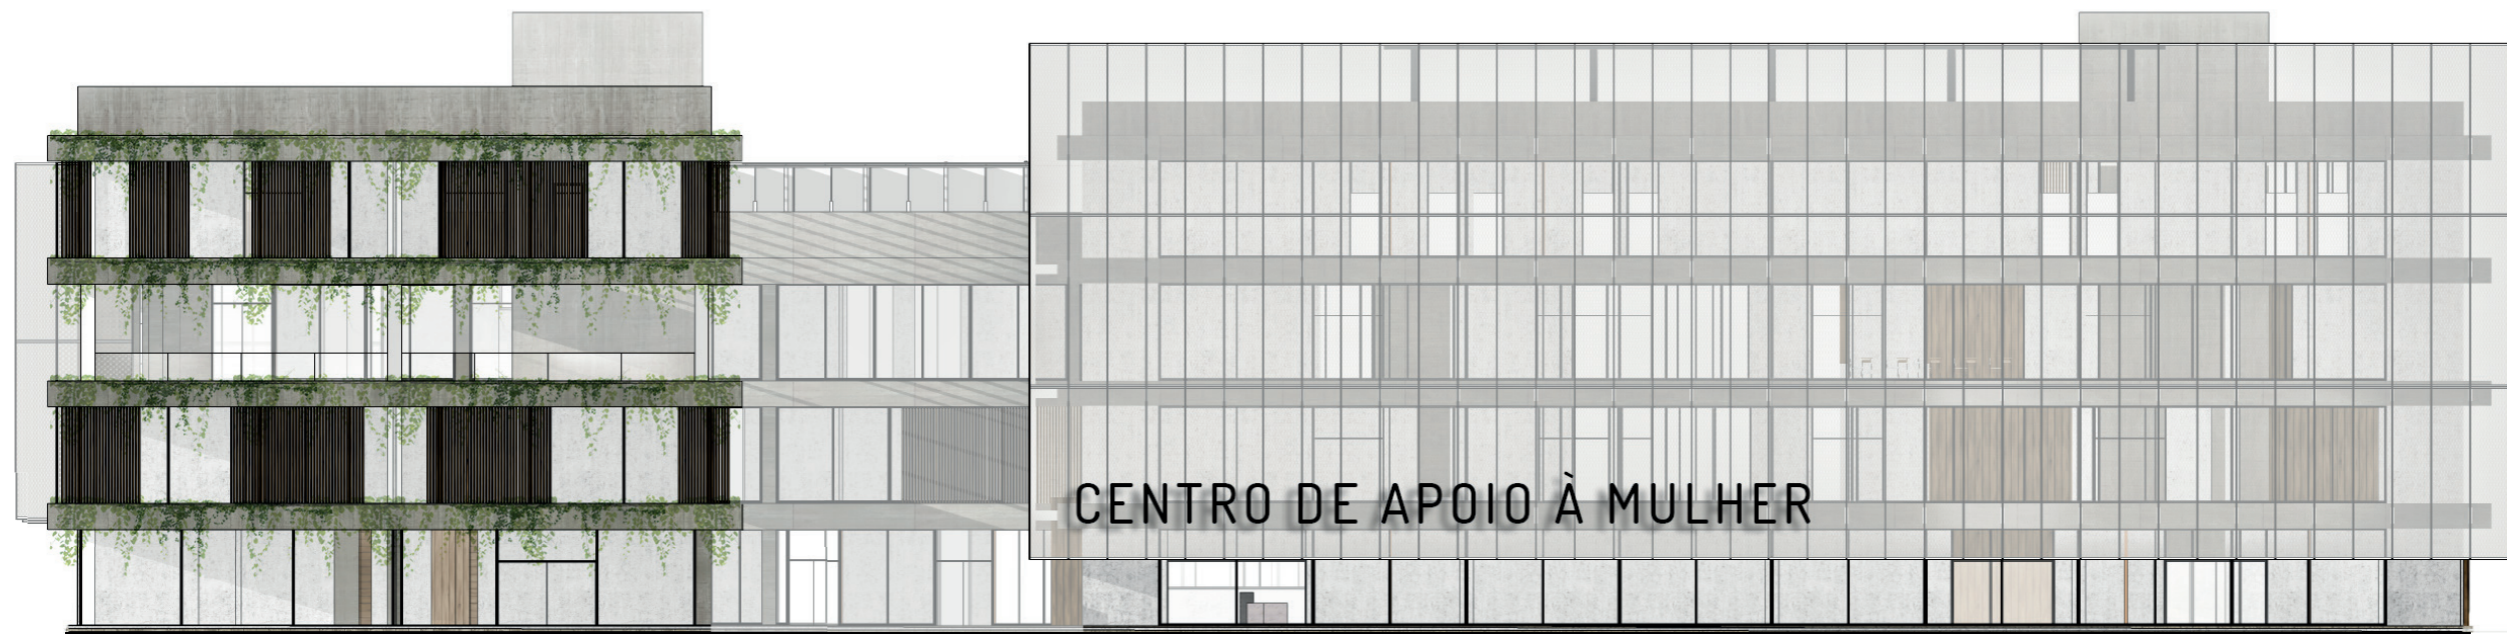 CENTRO DE APOIO À MULHER